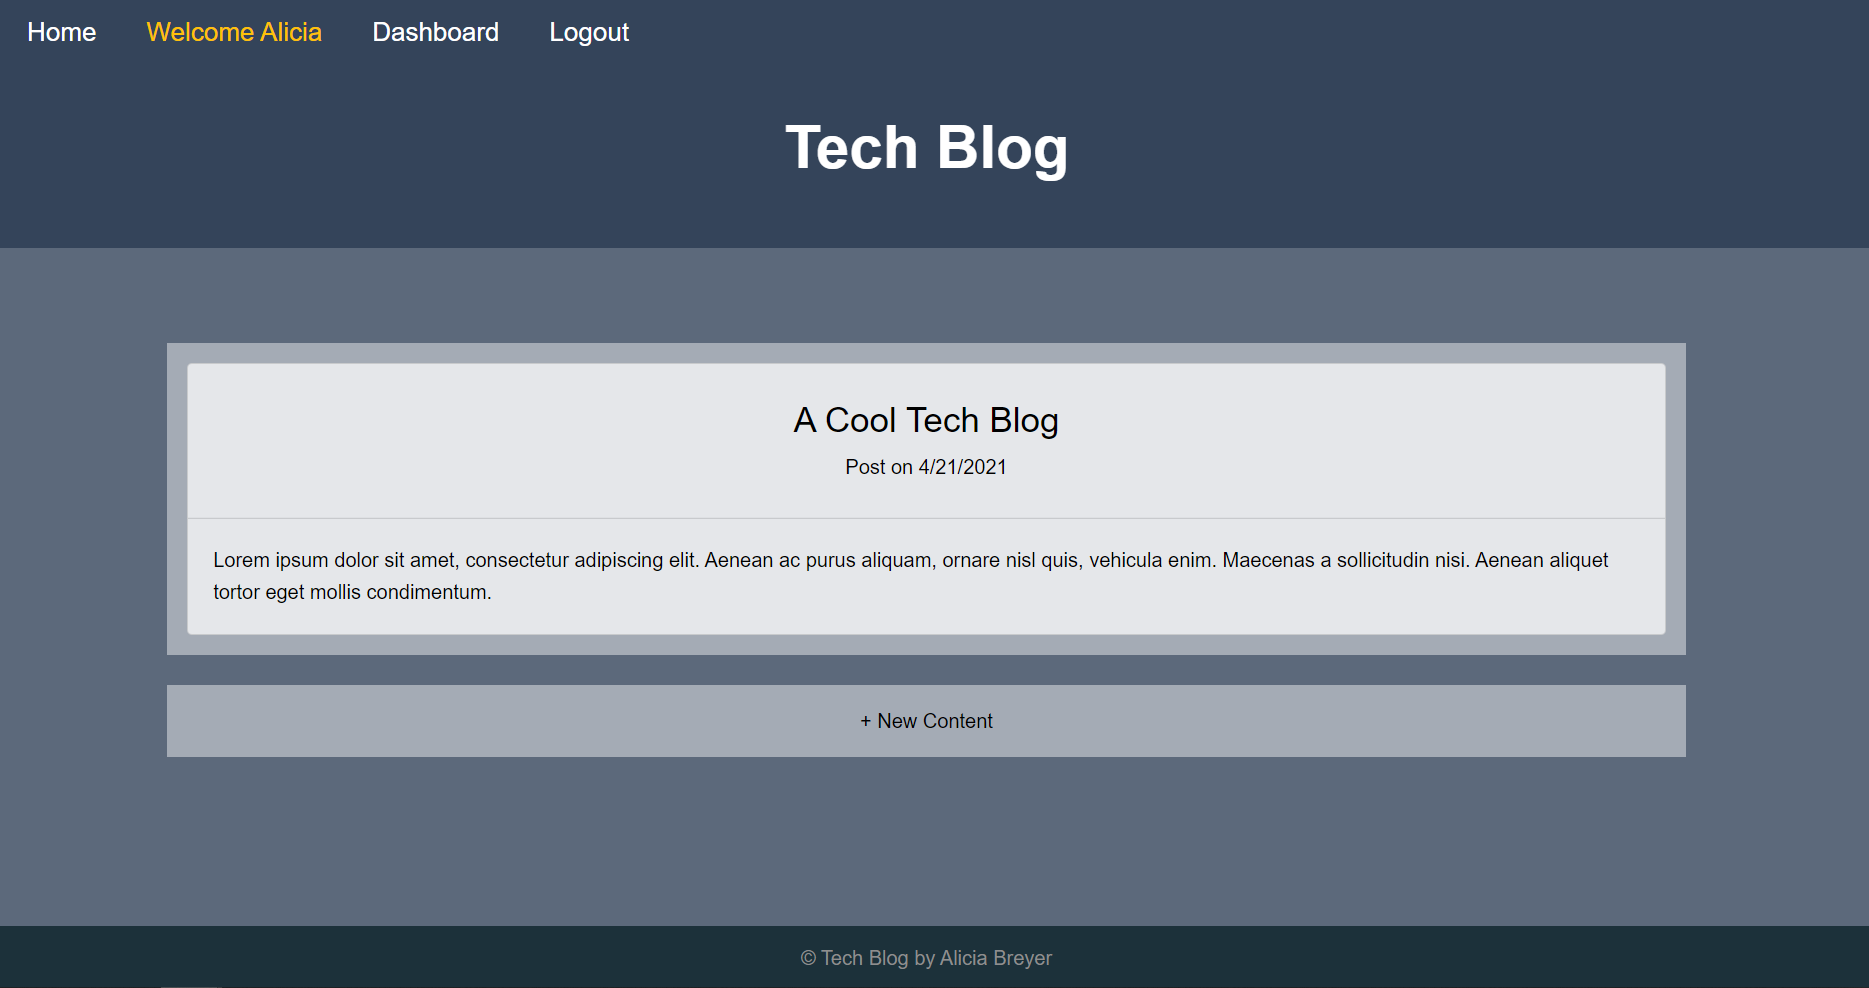 Home Welcome Alicia Dashboard Logout
Tech Blog
A Cool Tech Blog
Post on 4/21/2021
Lorem ipsum dolor sit amet, consectetur adipiscing elit. Aenean ac purus aliquam, ornare nisl quis, vehicula enim. Maecenas a sollicitudin nisi. Aenean aliquet
tortor eget mollis condimentum.
+ New Content
© Tech Blog by Alicia Breyer